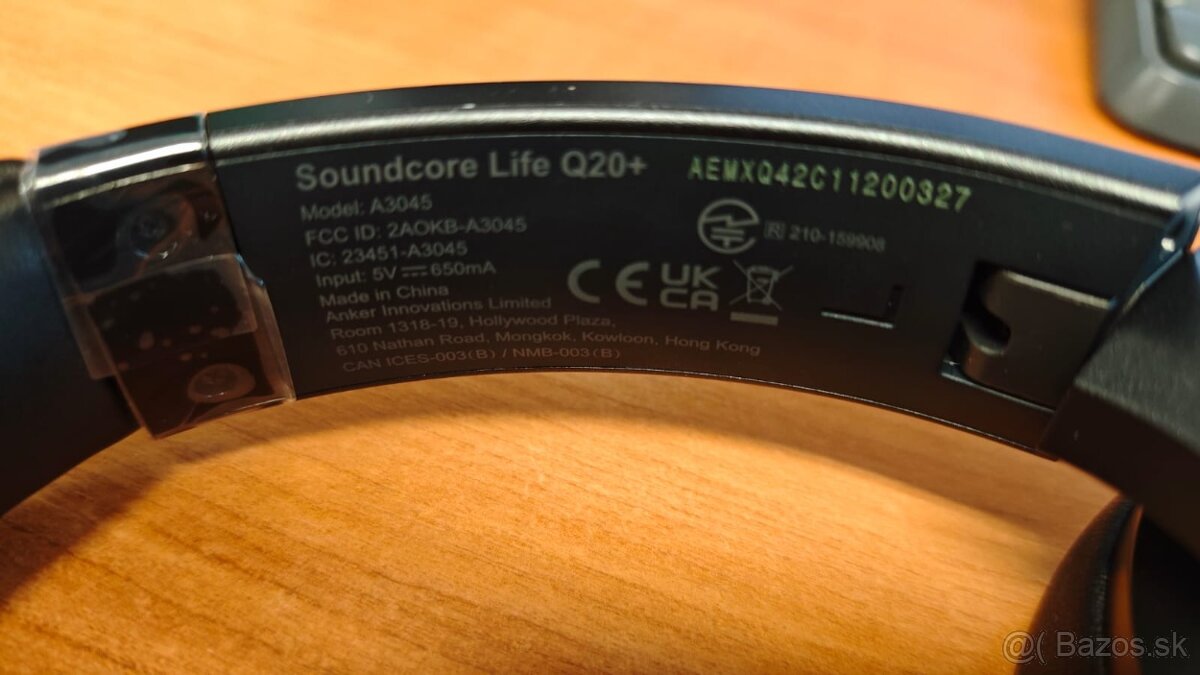 Soundcore Life Q20+
AEMXQ42C11200327
Model: A3045
FCC ID: 2AOKB-A3045
IC: 23451-A3045
Input: 5V⎓650mA
Made in China
Anker Innovations Limited
Room 1318-19, Hollywood Plaza,
610 Nathan Road, Mongkok, Kowloon, Hong Kong
CAN ICES-003(B) / NMB-003(B)
R 210-159908
CE UKCA
@( Bazos.sk